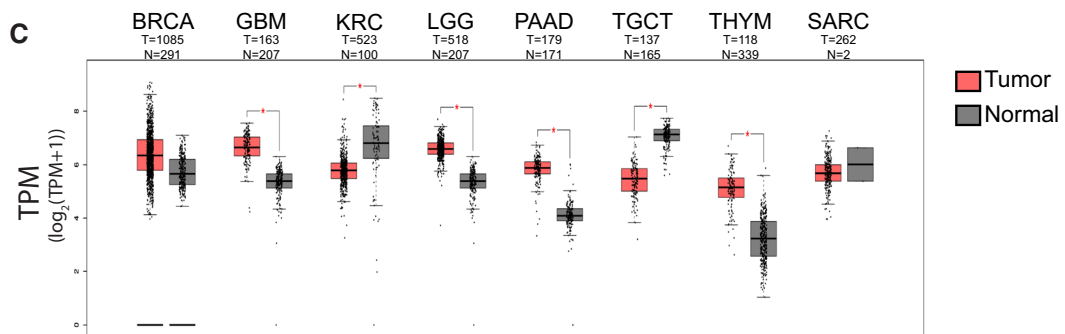 C
BRCA GBM KRC LGG PAAD TGCT THYM SARC
T=1085 T=163 T=523 T=518 T=179 T=137 T=118 T=262
N=291 N=207 N=100 N=207 N=171 N=165 N=339 N=2
* * * * * *
Tumor
Normal
TPM
(log2(TPM+1))
8
6
4
2
0